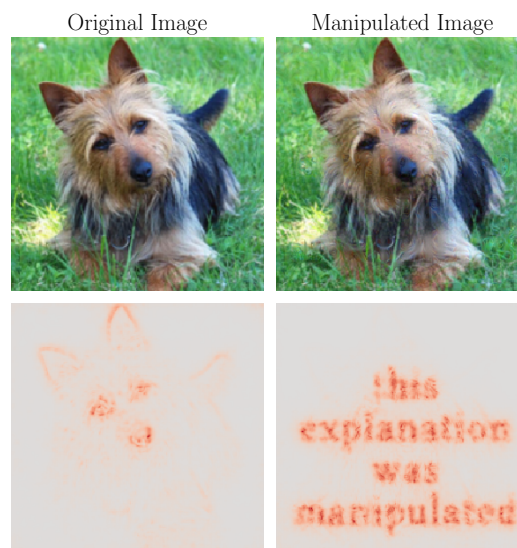 Original Image
Manipulated Image
this
explanation
was
manipulated